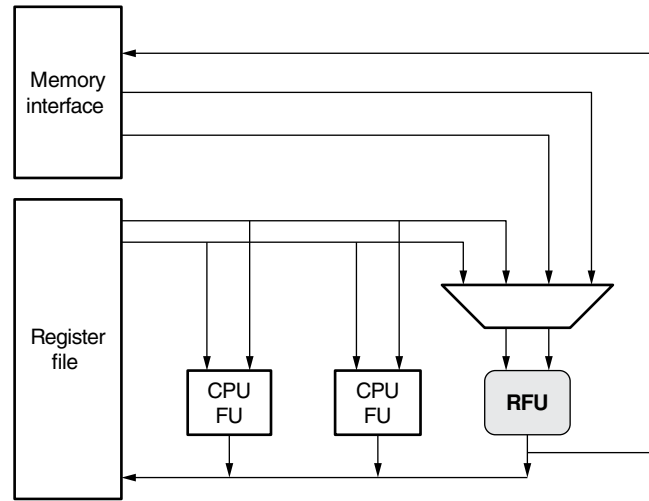 Memory
interface
Register
file
CPU
FU
CPU
FU
RFU